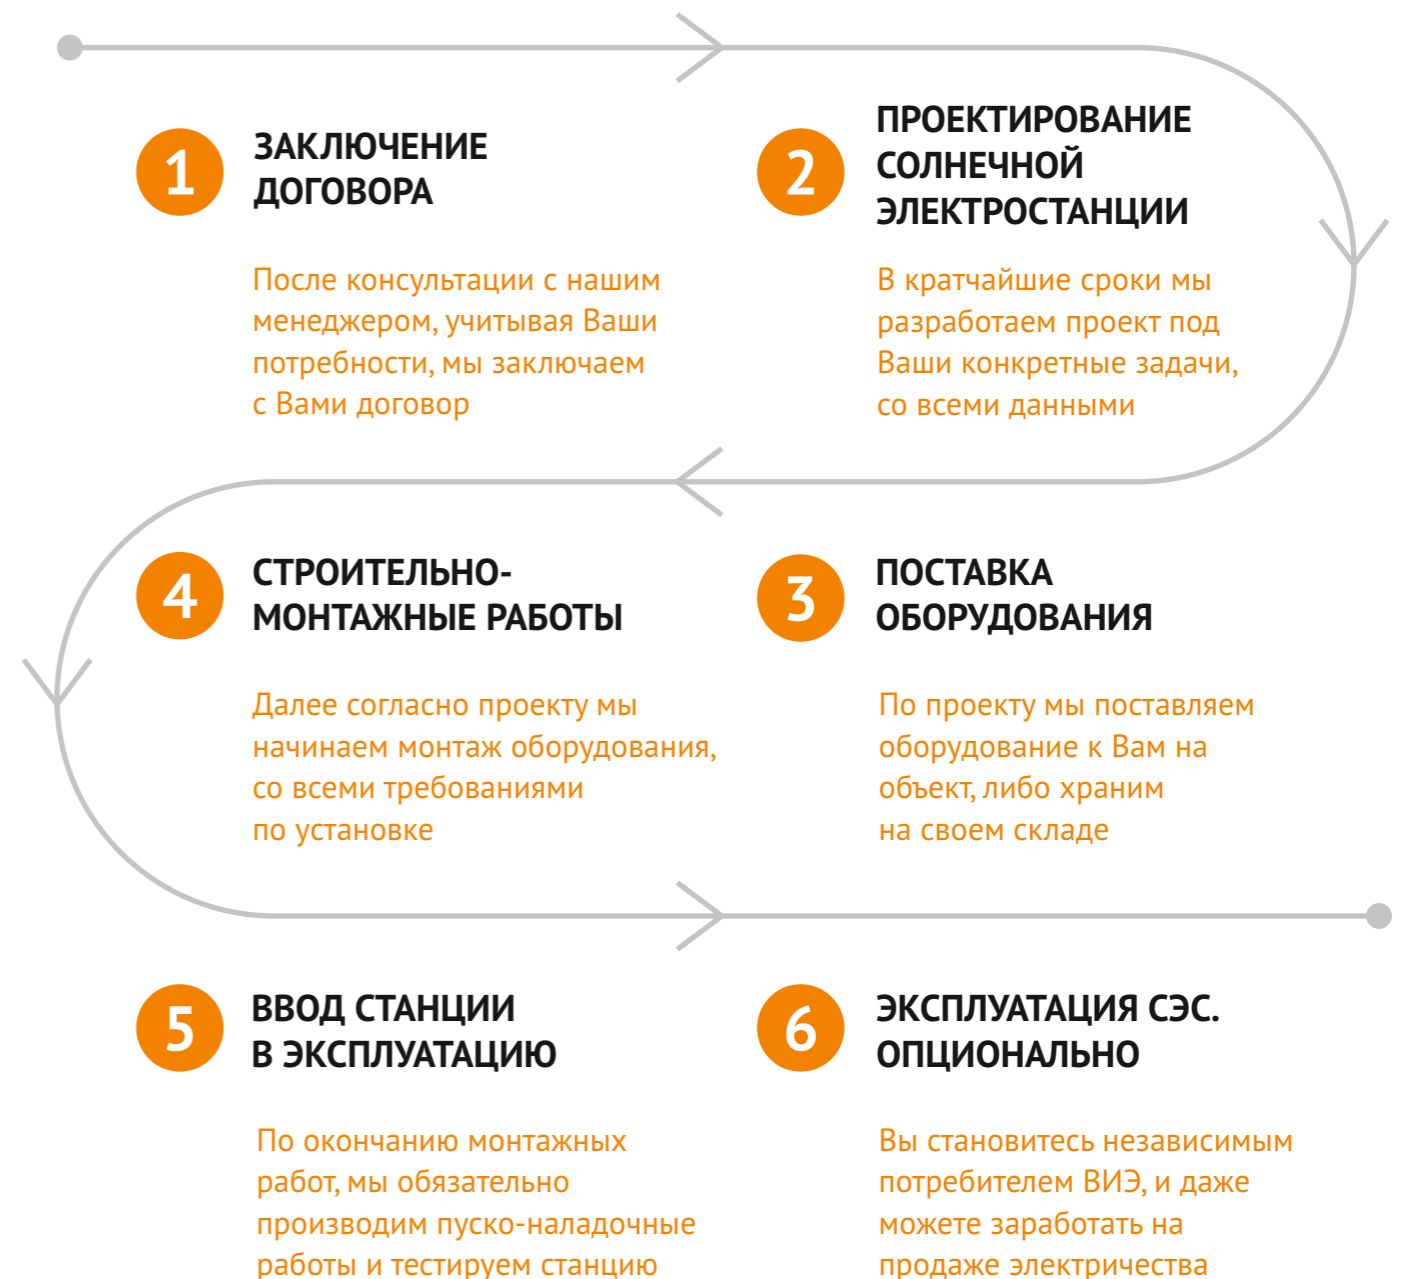 1
ЗАКЛЮЧЕНИЕ
ДОГОВОРА
После консультации с нашим
менеджером, учитывая Ваши
потребности, мы заключаем
с Вами договор
2
ПРОЕКТИРОВАНИЕ
СОЛНЕЧНОЙ
ЭЛЕКТРОСТАНЦИИ
В кратчайшие сроки мы
разработаем проект под
Ваши конкретные задачи,
со всеми данными
3
ПОСТАВКА
ОБОРУДОВАНИЯ
По проекту мы поставляем
оборудование к Вам на
объект, либо храним
на своем складе
4
СТРОИТЕЛЬНО-
МОНТАЖНЫЕ РАБОТЫ
Далее согласно проекту мы
начинаем монтаж оборудования,
со всеми требованиями
по установке
5
ВВОД СТАНЦИИ
В ЭКСПЛУАТАЦИЮ
По окончанию монтажных
работ, мы обязательно
производим пуско-наладочные
работы и тестируем станцию
6
ЭКСПЛУАТАЦИЯ СЭС.
ОПЦИОНАЛЬНО
Вы становитесь независимым
потребителем ВИЭ, и даже
можете заработать на
продаже электричества